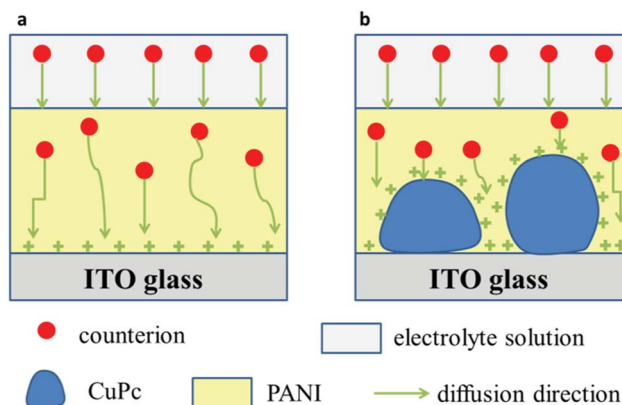 a
b
ITO glass
ITO glass
counterion
electrolyte solution
CuPc
PANI
diffusion direction